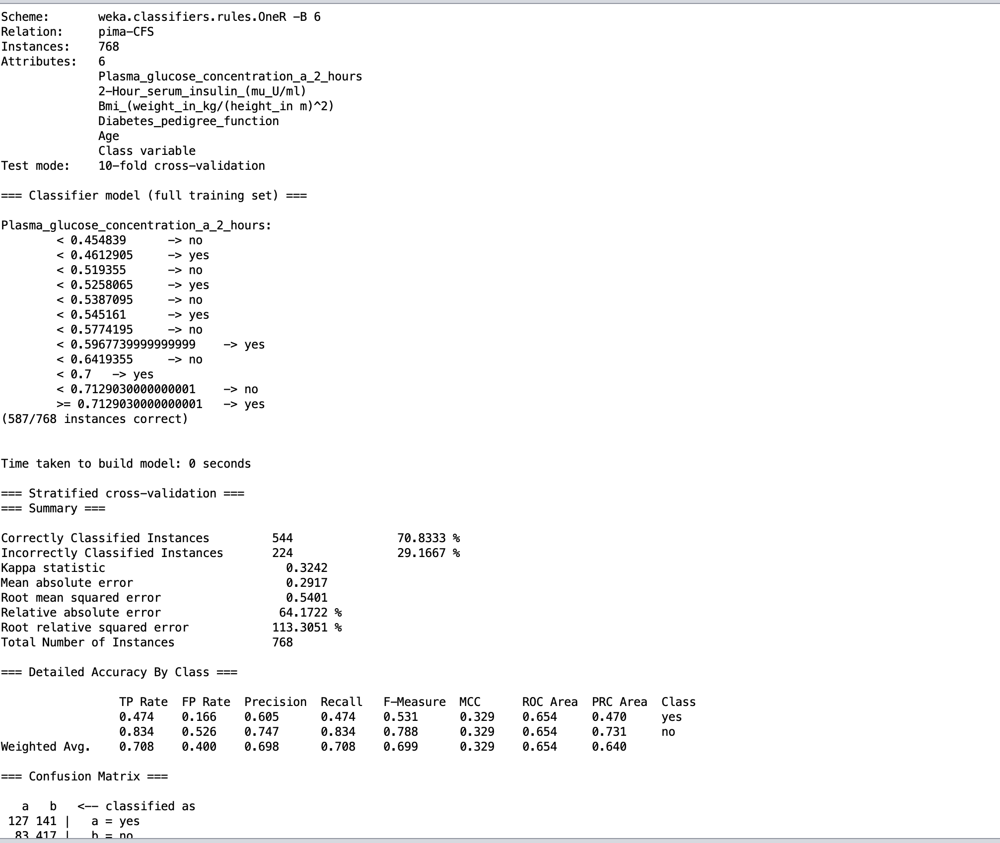 Scheme: weka.classifiers.rules.OneR -B 6
Relation: pima-CFS
Instances: 768
Attributes: 6
Plasma_glucose_concentration_a_2_hours
2-Hour_serum_insulin_(mu_U/ml)
Bmi_(weight_in_kg/(height_in m)^2)
Diabetes_pedigree_function
Age
Class variable
Test mode: 10-fold cross-validation
=== Classifier model (full training set) ===
Plasma_glucose_concentration_a_2_hours:
< 0.454839 -> no
< 0.4612905 -> yes
< 0.519355 -> no
< 0.5258065 -> yes
< 0.5387095 -> no
< 0.545161 -> yes
< 0.5774195 -> no
< 0.5967739999999999 -> yes
< 0.6419355 -> no
< 0.7 -> yes
< 0.7129030000000001 -> no
>= 0.7129030000000001 -> yes
(587/768 instances correct)
Time taken to build model: 0 seconds
=== Stratified cross-validation ===
=== Summary ===
Correctly Classified Instances 544 70.8333 %
Incorrectly Classified Instances 224 29.1667 %
Kappa statistic 0.3242
Mean absolute error 0.2917
Root mean squared error 0.5401
Relative absolute error 64.1722 %
Root relative squared error 113.3051 %
Total Number of Instances 768
=== Detailed Accuracy By Class ===
TP Rate FP Rate Precision Recall F-Measure MCC ROC Area PRC Area Class
0.474 0.166 0.605 0.474 0.531 0.329 0.654 0.470 yes
0.834 0.526 0.747 0.834 0.788 0.329 0.654 0.731 no
Weighted Avg. 0.708 0.400 0.698 0.708 0.699 0.329 0.654 0.640
=== Confusion Matrix ===
a b <-- classified as
127 141 | a = yes
83 417 | b = no